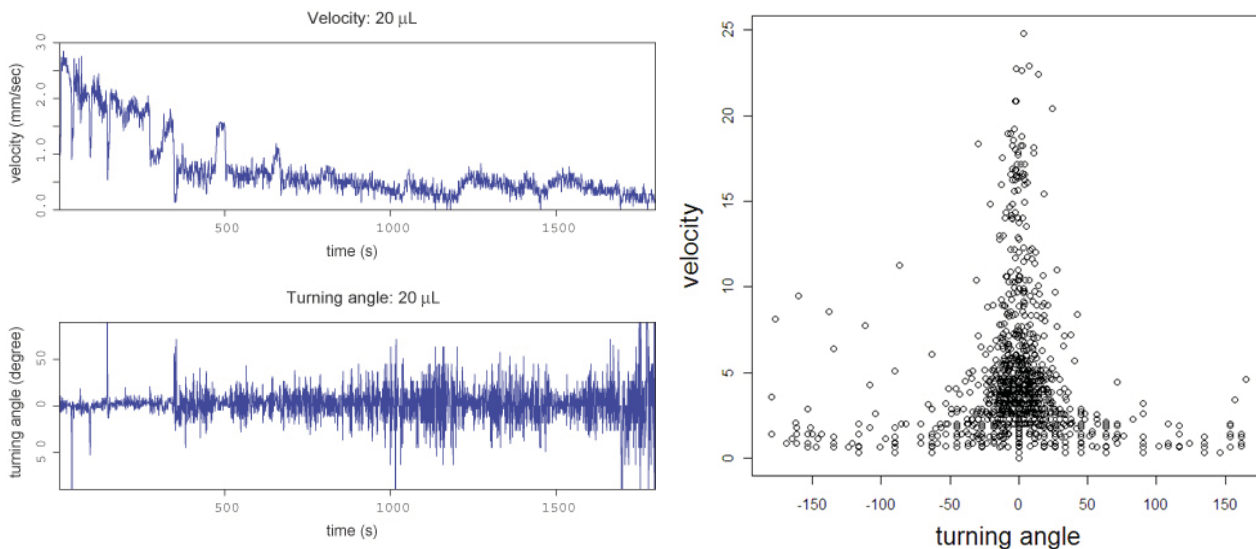 Velocity: 20 μL
velocity (mm/sec)
3.0
2.0
1.0
0.0
500 1000 1500
time (s)
Turning angle: 20 μL
turning angle (degree)
50
0
50
500 1000 1500
time (s)
velocity
25
20
15
10
5
0
-150 -100 -50 0 50 100 150
turning angle